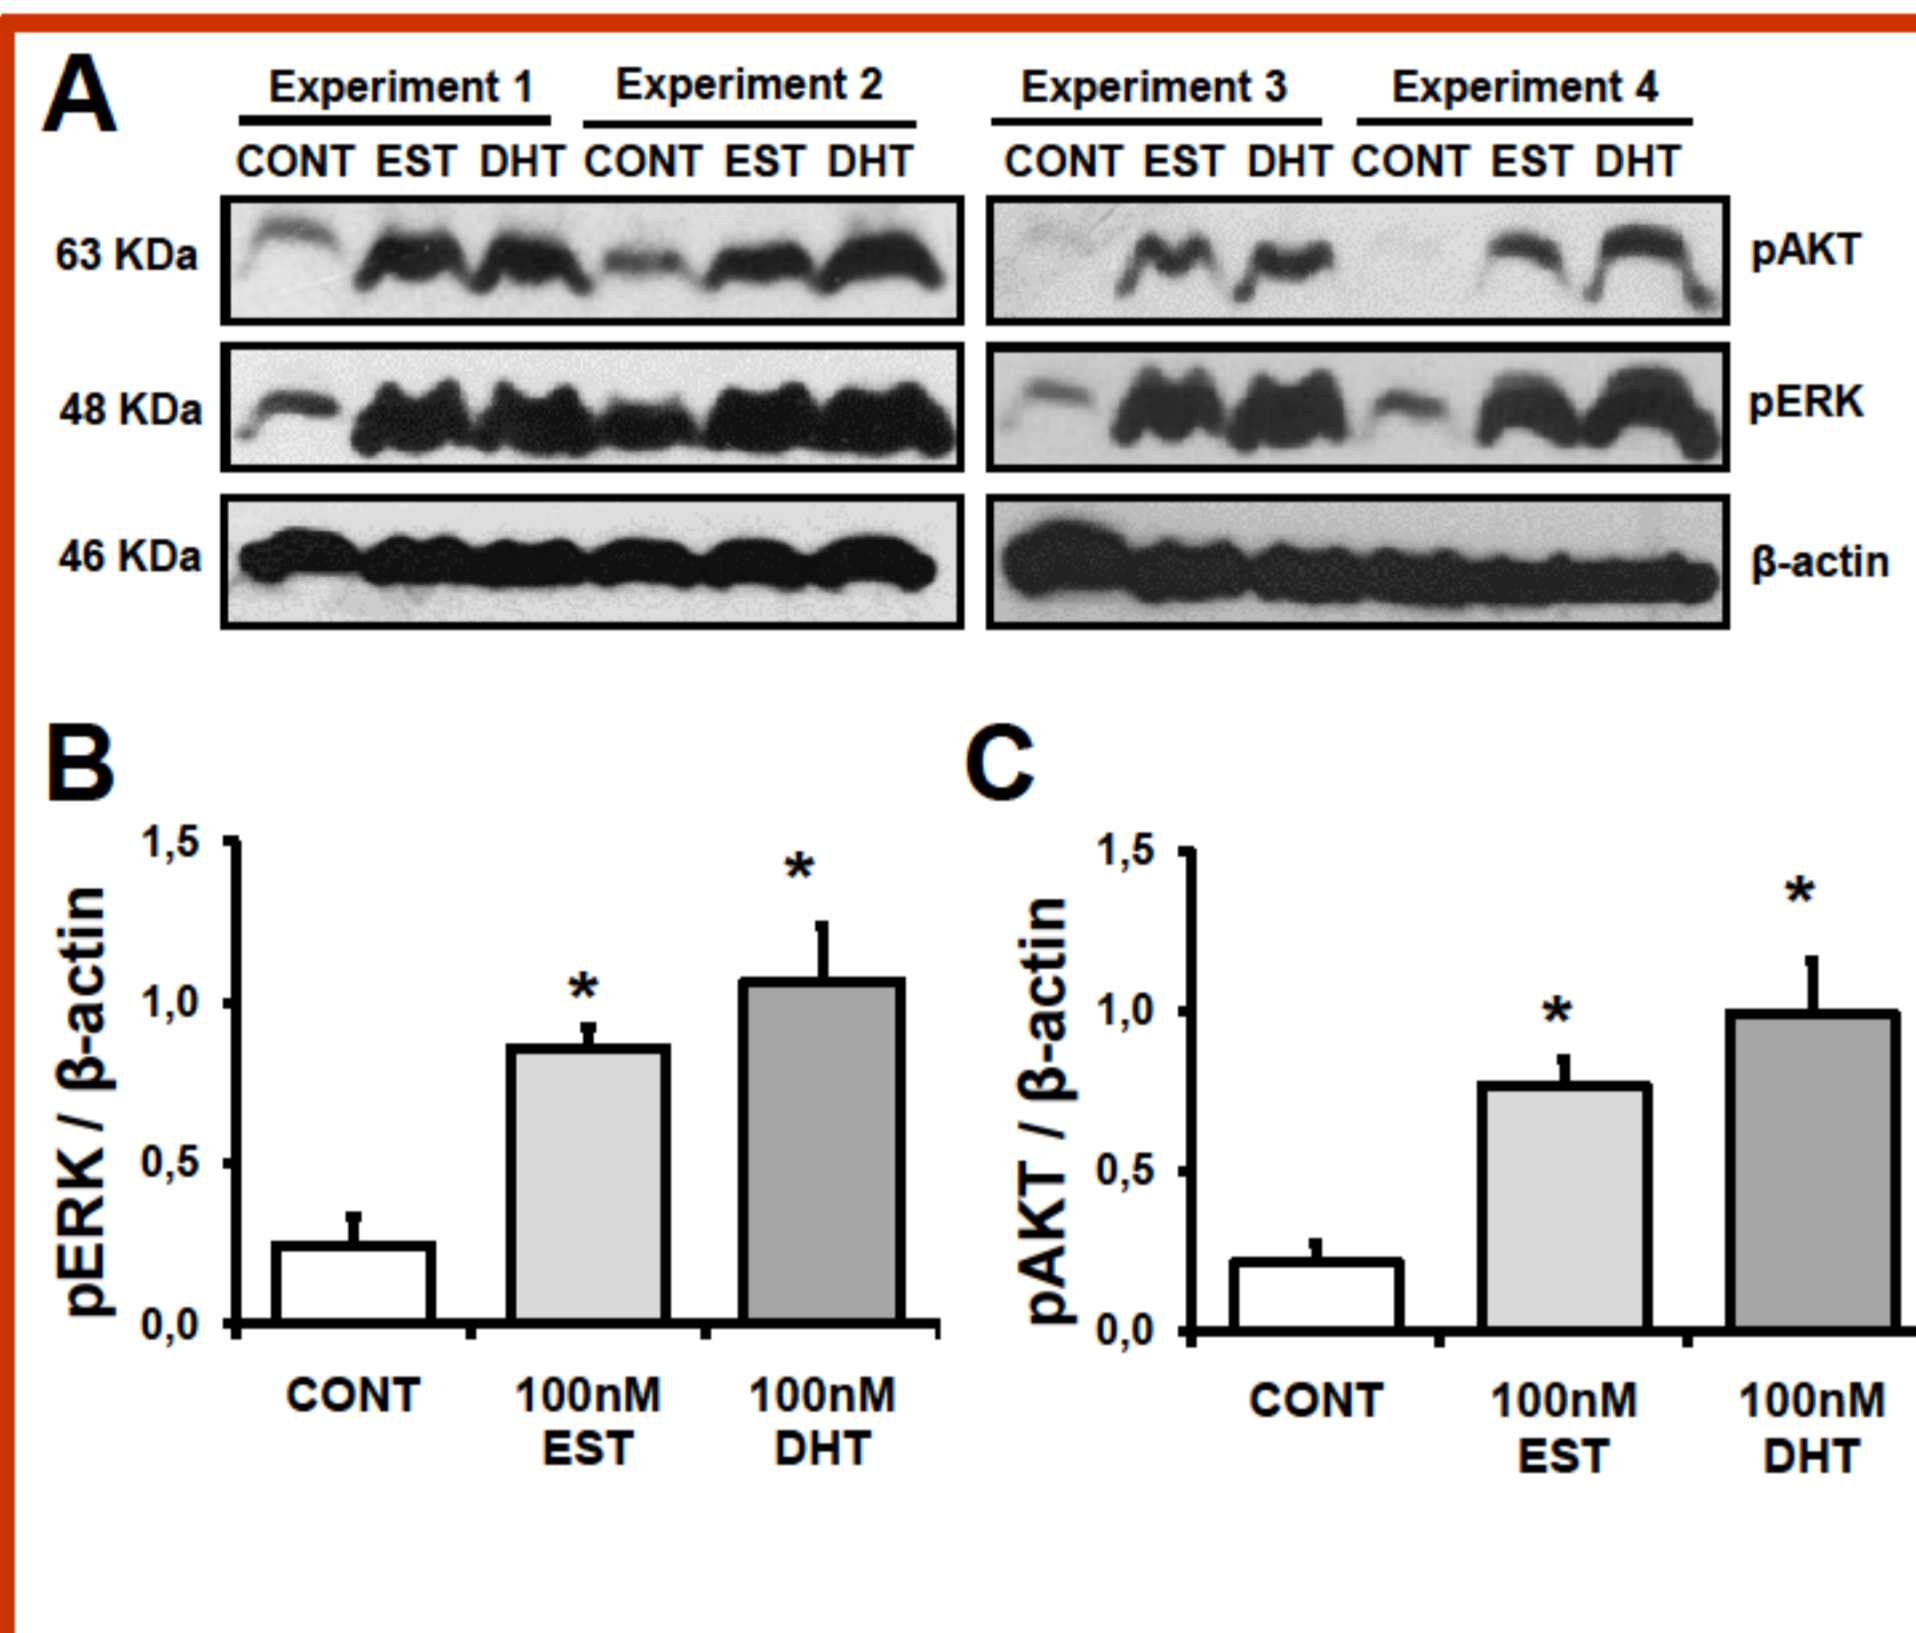 A
Experiment 1 Experiment 2 Experiment 3 Experiment 4
CONT EST DHT CONT EST DHT CONT EST DHT CONT EST DHT
63 KDa pAKT
48 KDa pERK
46 KDa β-actin
B
pERK / β-actin
1,5
1,0
0,5
0,0
*
*
CONT 100nM 100nM
EST DHT
C
pAKT / β-actin
1,5
1,0
0,5
0,0
*
*
CONT 100nM 100nM
EST DHT